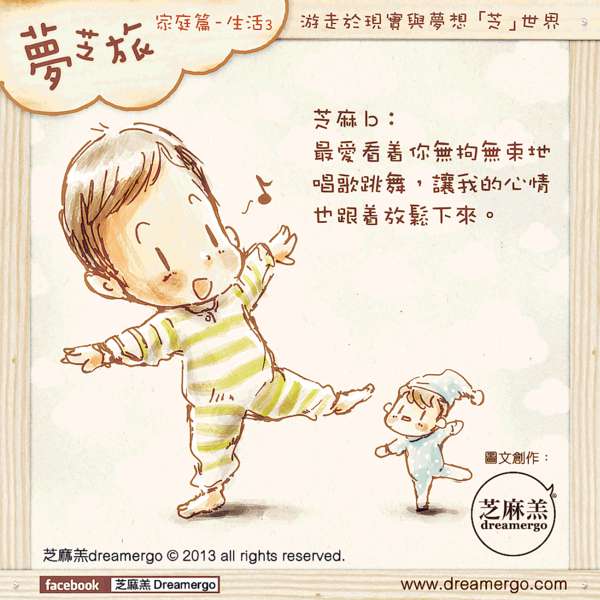 夢芝旅
家庭篇-生活3
游走於現實與夢想「芝」世界
芝麻b：
最愛看着你無拘無束地
唱歌跳舞，讓我的心情
也跟着放鬆下來。
圖文創作：
芝麻羔
dreamergo
芝麻羔dreamergo © 2013 all rights reserved.
facebook 芝麻羔 Dreamergo
www.dreamergo.com